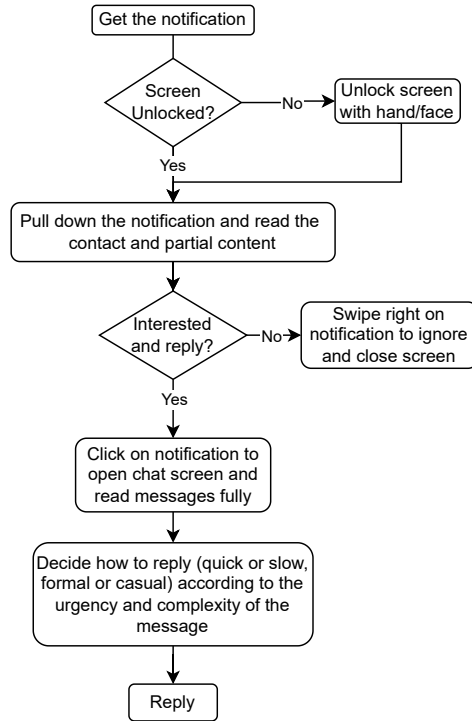 Get the notification
Screen
Unlocked?
No
Unlock screen
with hand/face
Yes
Pull down the notification and read the
contact and partial content
Interested
and reply?
No
Swipe right on
notification to ignore
and close screen
Yes
Click on notification to
open chat screen and
read messages fully
Decide how to reply (quick or slow,
formal or casual) according to the
urgency and complexity of the
message
Reply